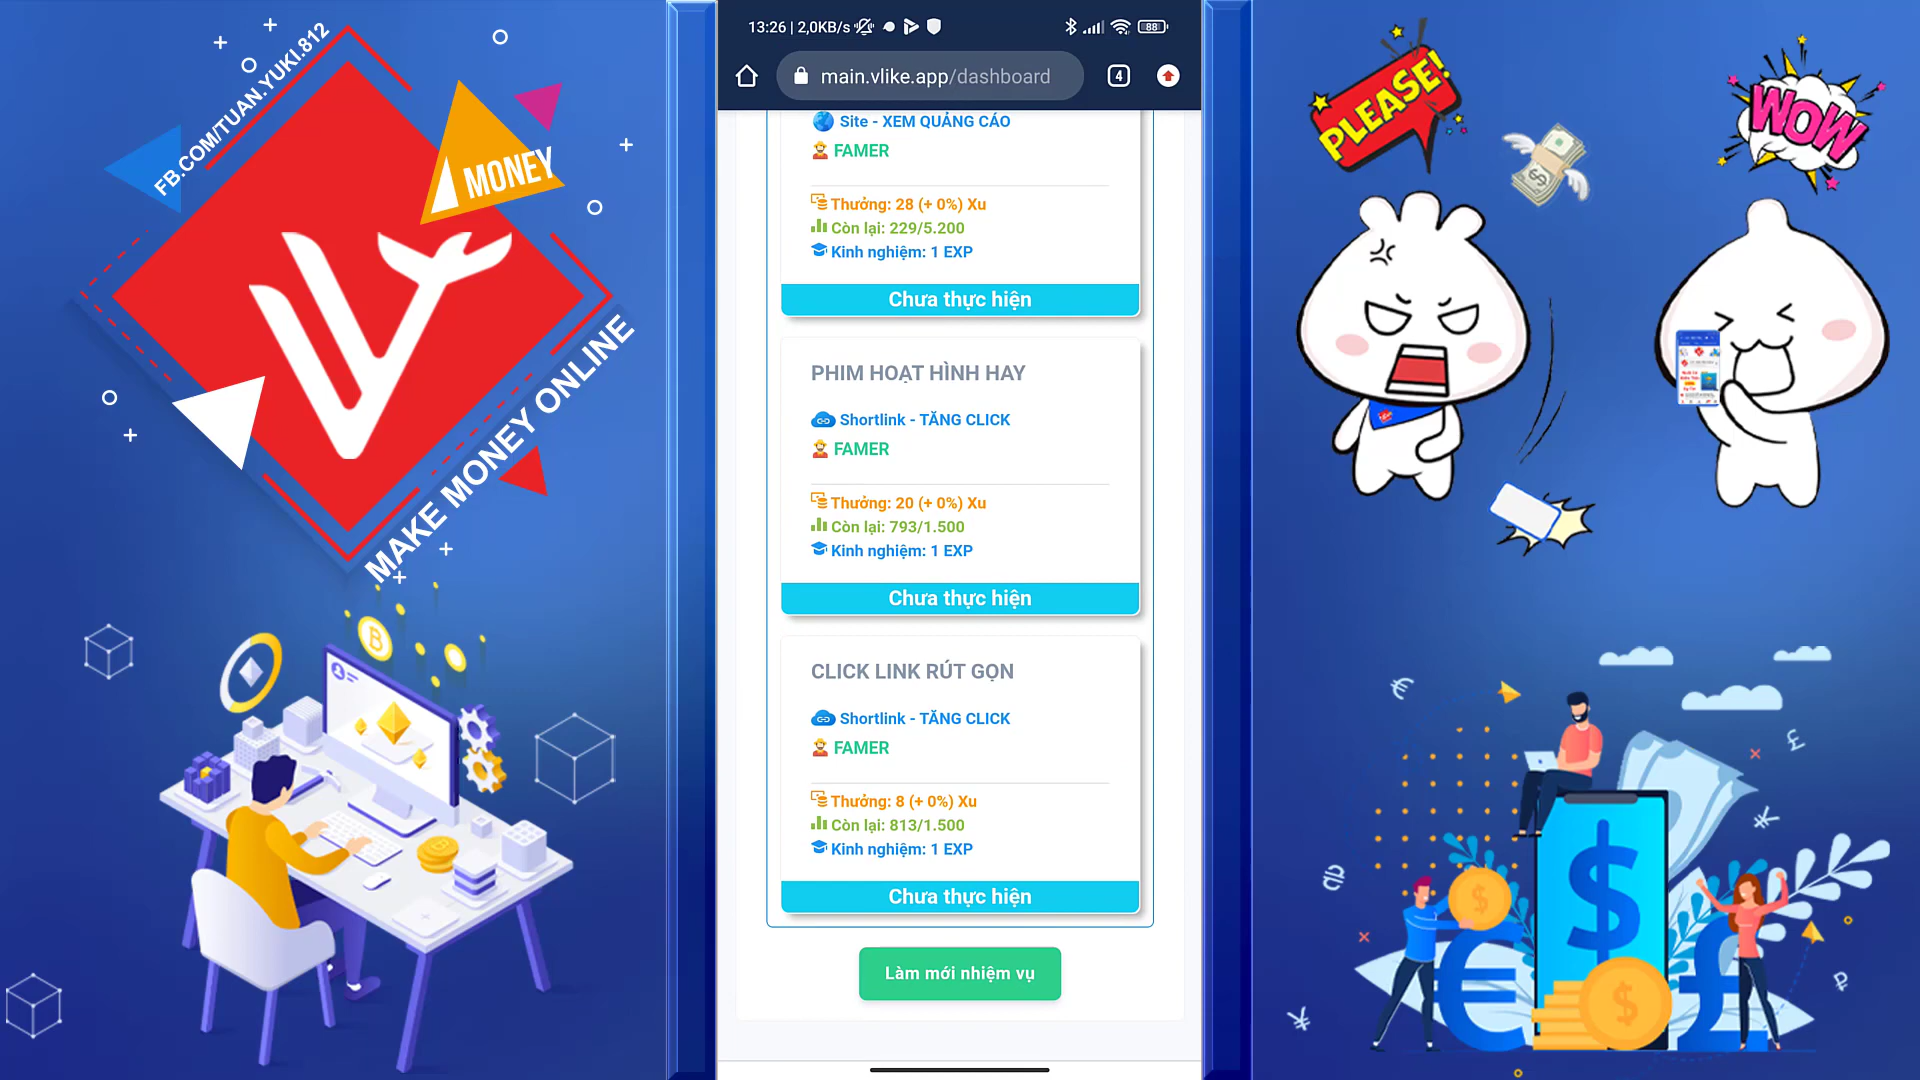 FB.COM/TUAN.YUKI.812
MONEY
MAKE MONEY ONLINE
13:26 | 2,0KB/s
88
main.vlike.app/dashboard
4
Site - XEM QUẢNG CÁO
FAMER
Thưởng: 28 (+ 0%) Xu
Còn lại: 229/5.200
Kinh nghiệm: 1 EXP
Chưa thực hiện
PHIM HOẠT HÌNH HAY
Shortlink - TĂNG CLICK
FAMER
Thưởng: 20 (+ 0%) Xu
Còn lại: 793/1.500
Kinh nghiệm: 1 EXP
Chưa thực hiện
CLICK LINK RÚT GỌN
Shortlink - TĂNG CLICK
FAMER
Thưởng: 8 (+ 0%) Xu
Còn lại: 813/1.500
Kinh nghiệm: 1 EXP
Chưa thực hiện
Làm mới nhiệm vụ
PLEASE!
WOW